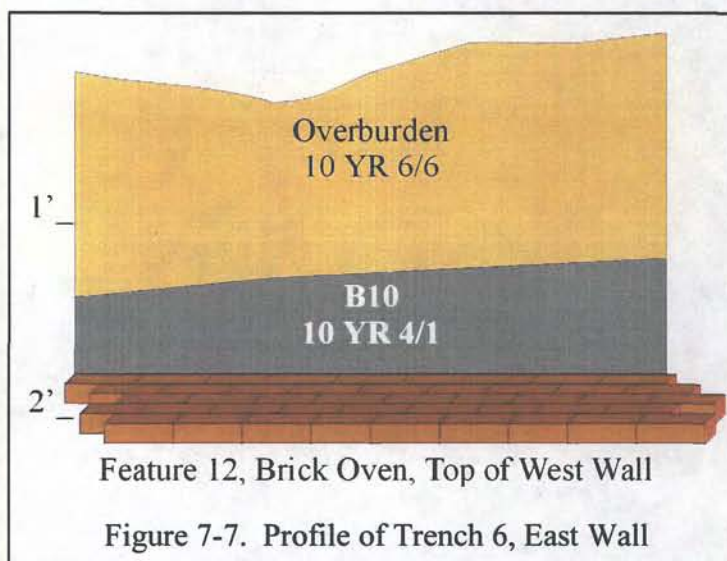 Overburden
10 YR 6/6
1'
B10
10 YR 4/1
2'
Feature 12, Brick Oven, Top of West Wall
Figure 7-7. Profile of Trench 6, East Wall